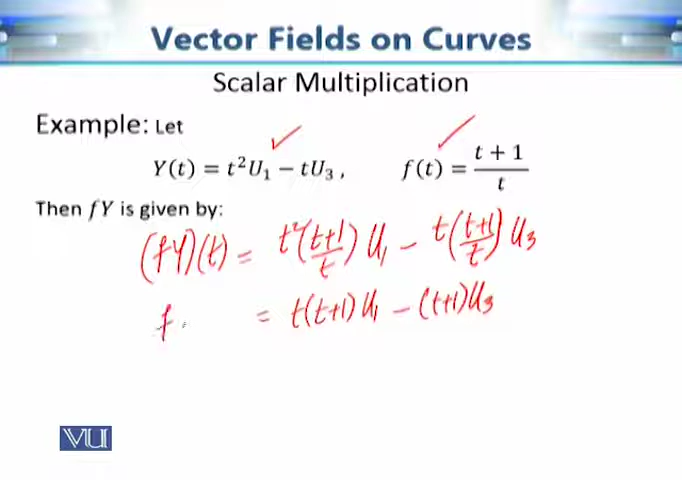 Vector Fields on Curves
Scalar Multiplication
Example: Let
Y(t) = t²U₁ − tU₃ , f(t) = (t + 1)/t
Then fY is given by:
(fY)(t) = t²((t+1)/t) U₁ − t((t+1)/t) U₃
f. = t(t+1) U₁ − (t+1)U₃
VU